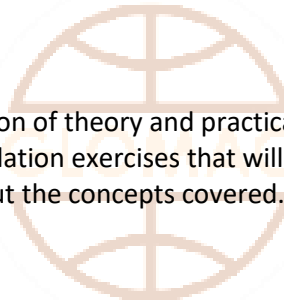 on of theory and practica
lation exercises that will
ut the concepts covered.